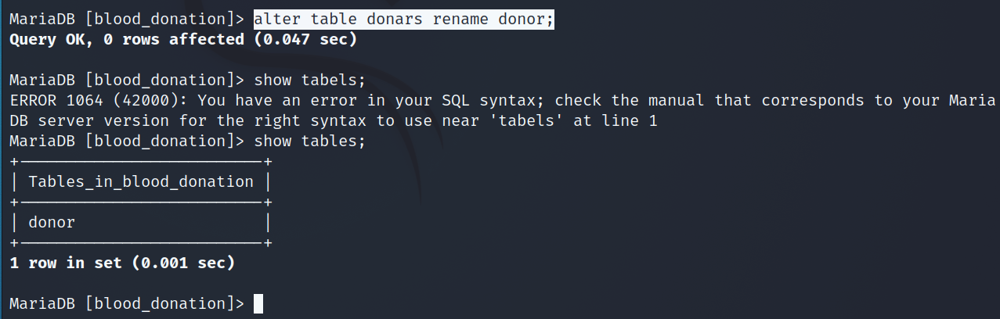 MariaDB [blood_donation]> alter table donars rename donor;
Query OK, 0 rows affected (0.047 sec)
MariaDB [blood_donation]> show tabels;
ERROR 1064 (42000): You have an error in your SQL syntax; check the manual that corresponds to your Maria
DB server version for the right syntax to use near 'tabels' at line 1
MariaDB [blood_donation]> show tables;
+--------------------------+
| Tables_in_blood_donation |
+--------------------------+
| donor                    |
+--------------------------+
1 row in set (0.001 sec)
MariaDB [blood_donation]>